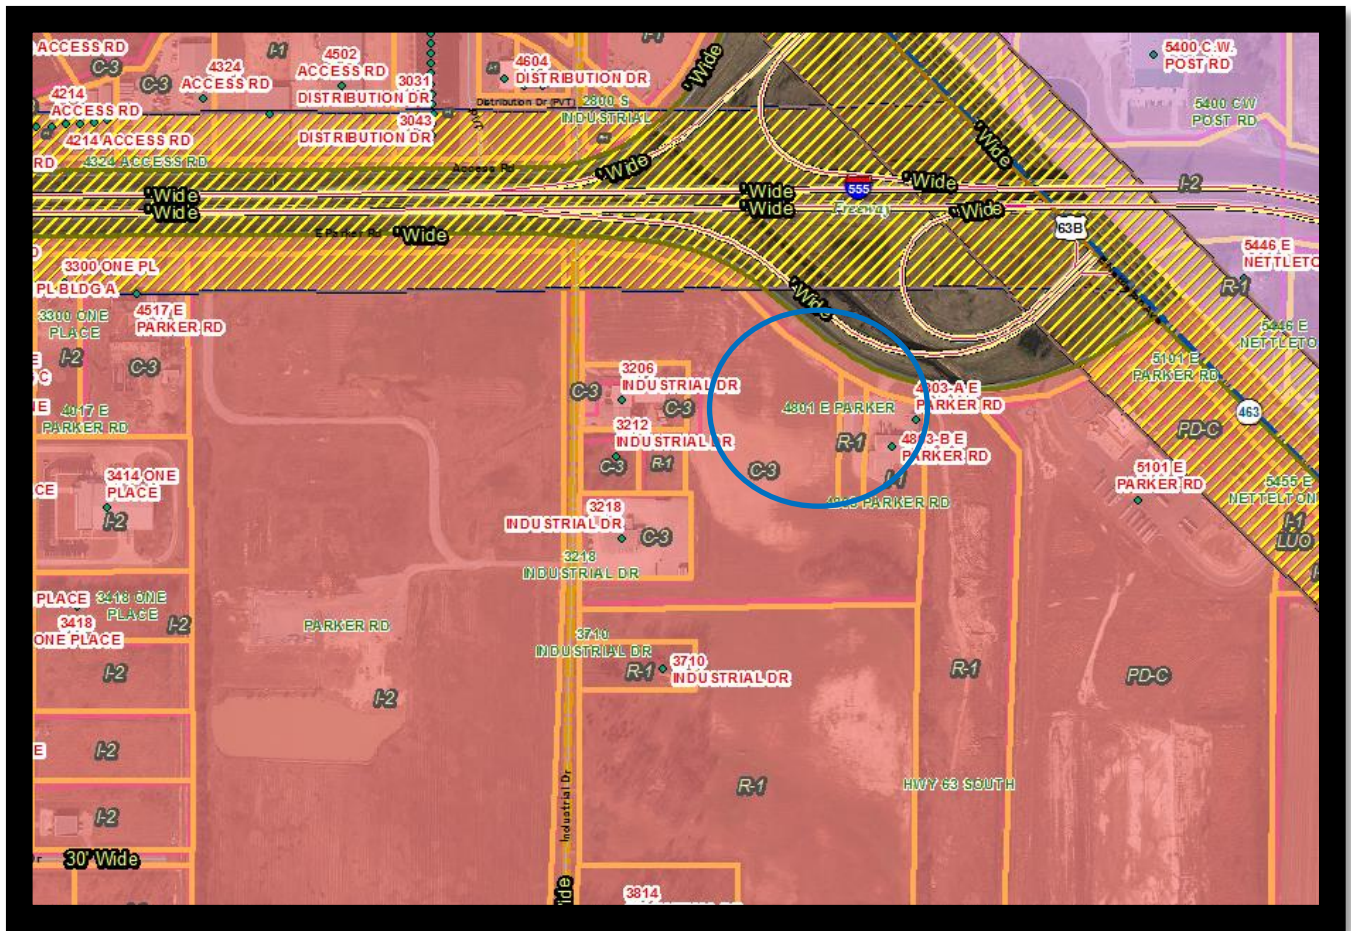 ACCESS RD
C-3
C-3
4324
ACCESS RD
I-1
4502
ACCESS RD
3031
DISTRIBUTION DR
4604
DISTRIBUTION DR
I-1
'Wide
5400 C.W.
POST RD
4214
ACCESS RD
Distribution Dr (PVT)
2800 S
INDUSTRIAL
5400 CW
POST RD
4214 ACCESS RD
3043
DISTRIBUTION DR
RD
4324 ACCESS RD
Access Rd
'Wide
'Wide
'Wide
'Wide
555
'Wide
'Wide
I-2
'Wide
'Wide
'Wide
Freeway
E Parker Rd
'Wide
63B
5446 E
NETTLETO
3300 ONE PL
PL BLDG A
R-1
'Wide
4517 E
PARKER RD
3300 ONE
PLACE
I-2
C-3
5446 E
NETTLETO
5101 E
PARKER RD
3206
INDUSTRIAL DR
C-3
C-3
4803-A E
PARKER RD
4801 E PARKER
463
4017 E
PARKER RD
3212
INDUSTRIAL DR
C-3
R-1
R-1
4803-B E
PARKER RD
PD-C
C-3
I-1
5101 E
PARKER RD
CE
3414 ONE
PLACE
I-2
PARKER RD
5455 E
NETTELTON
I-1
LUO
3218
INDUSTRIAL DR
C-3
3218
INDUSTRIAL DR
PLACE
3418 ONE
PLACE
3418
ONE PLACE
I-2
PARKER RD
3710
INDUSTRIAL DR
R-1
3710
INDUSTRIAL DR
R-1
PD-C
I-2
I-2
I-2
R-1
HWY 63 SOUTH
Industrial Dr
I-2
30' Wide
3814